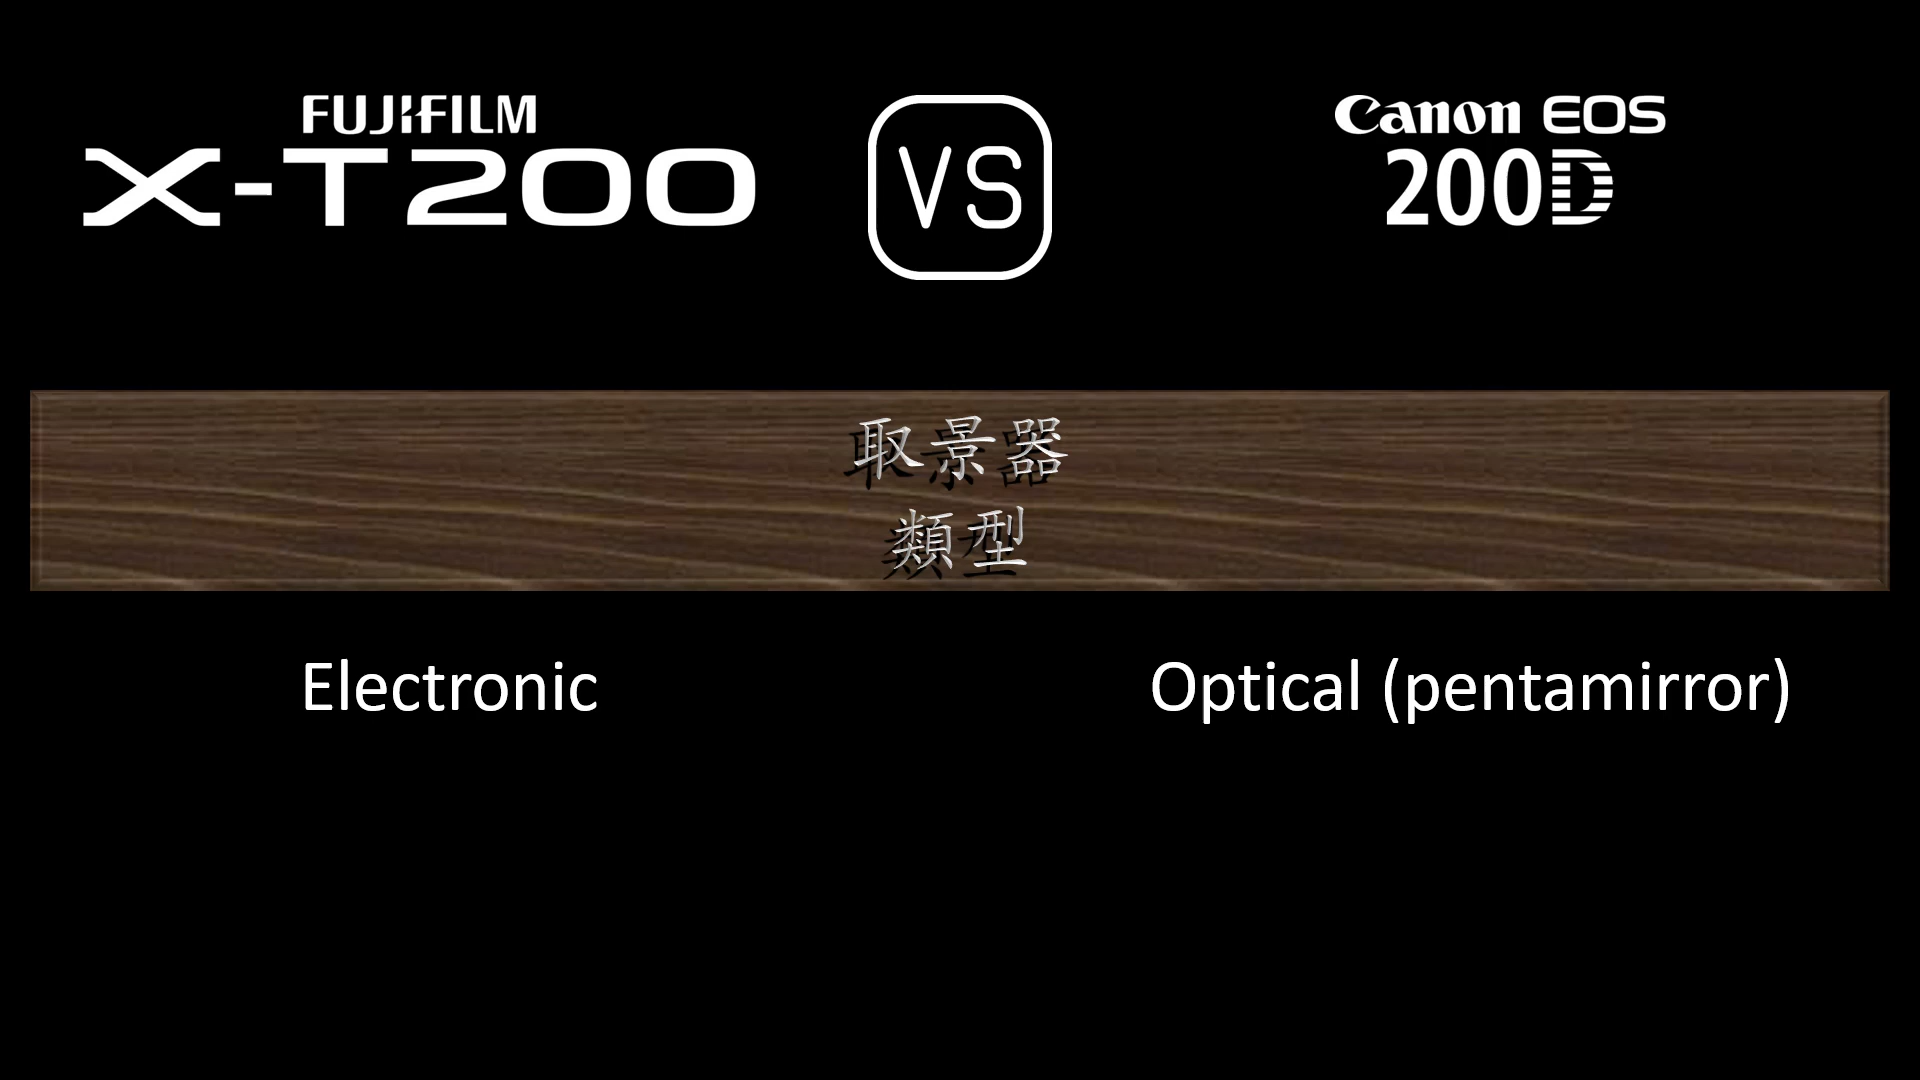 FUJIFILM
X-T200
VS
Canon EOS
200D
取景器
類型
Electronic
Optical (pentamirror)